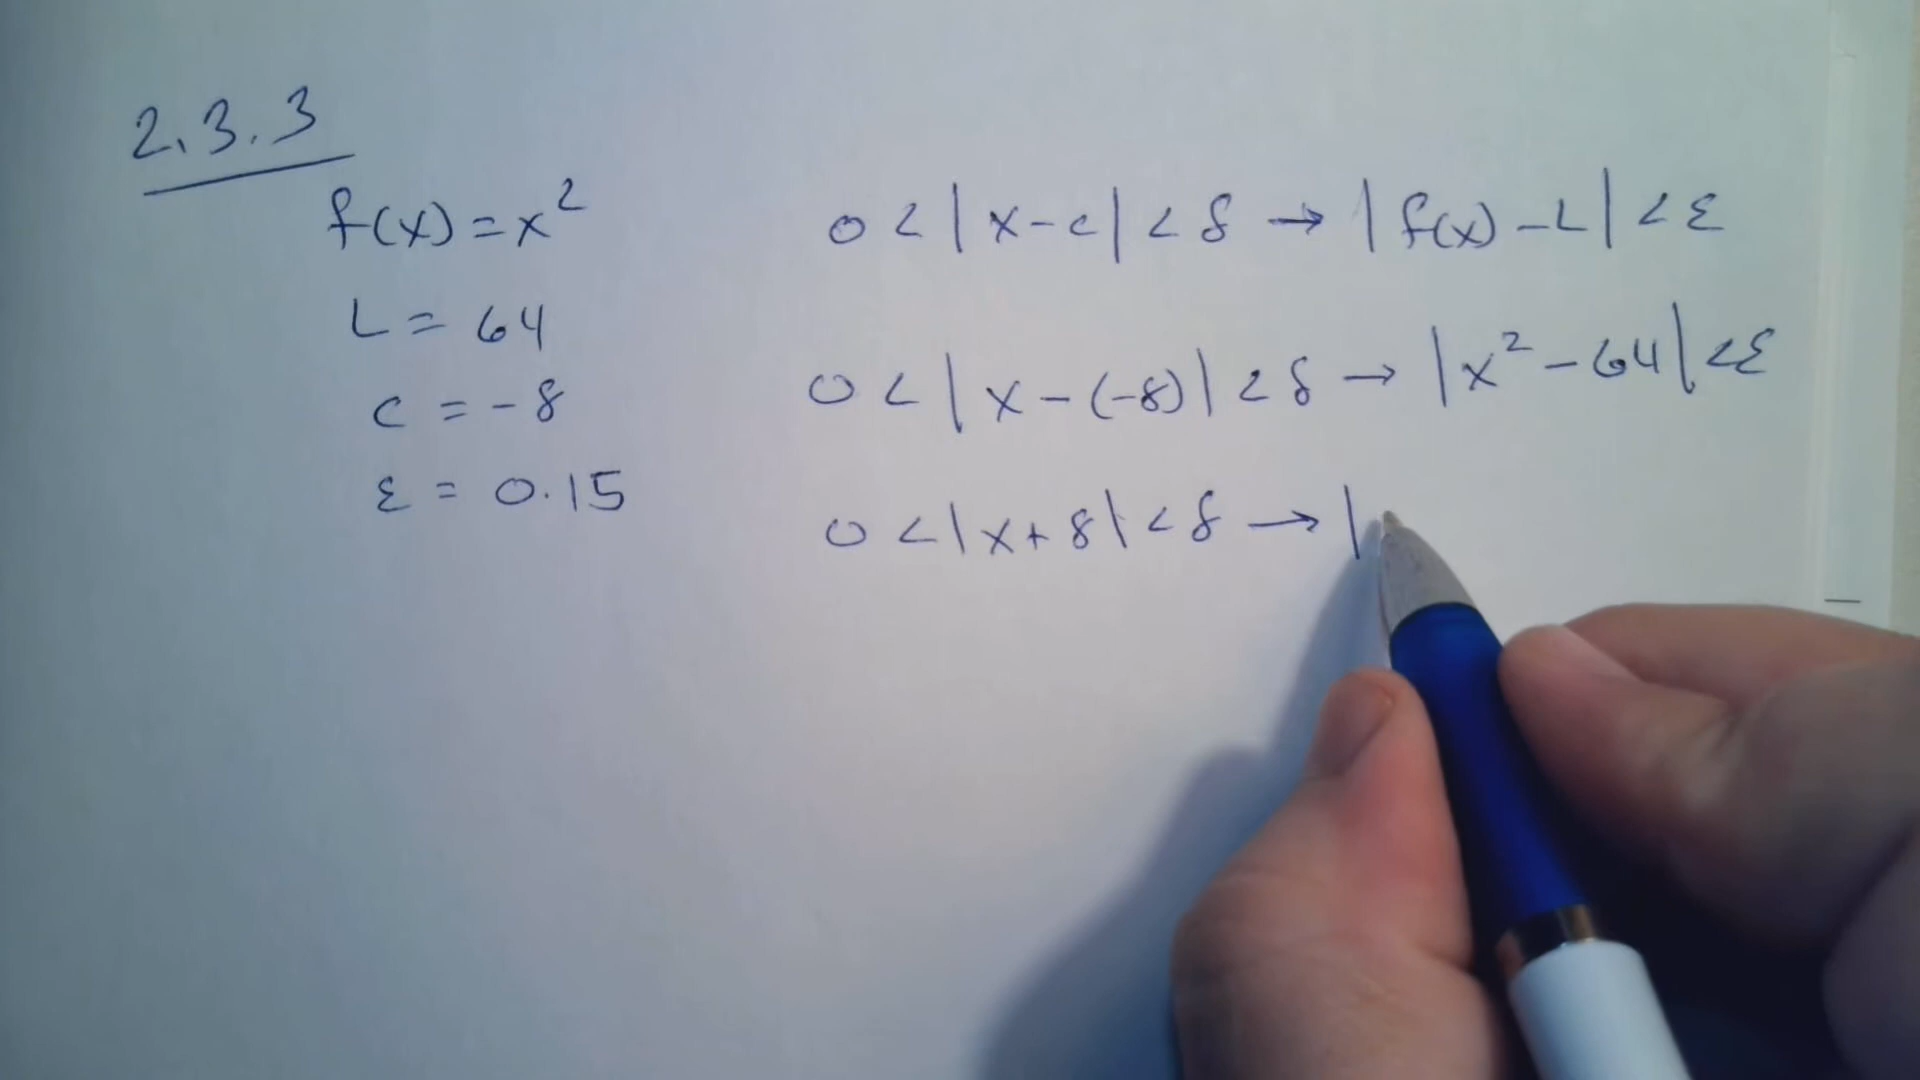 2.3.3
f(x) = x²
L = 64
c = -8
ε = 0.15
0 < | x - c | < δ → | f(x) - L | < ε
0 < | x - (-8) | < δ → | x² - 64 | < ε
0 < | x + 8 | < δ → |